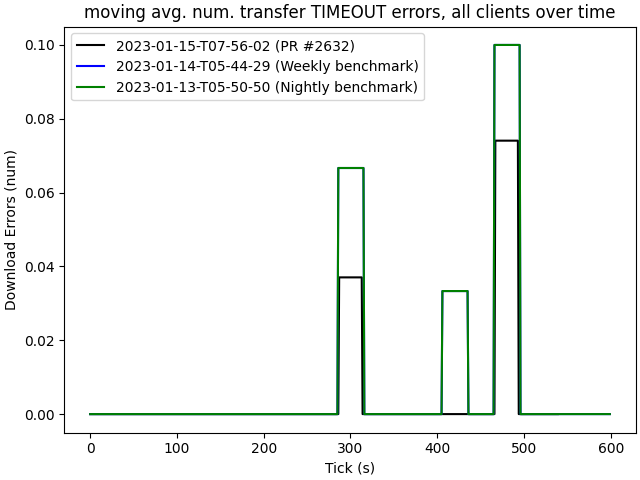 moving avg. num. transfer TIMEOUT errors, all clients over time
2023-01-15-T07-56-02 (PR #2632)
2023-01-14-T05-44-29 (Weekly benchmark)
2023-01-13-T05-50-50 (Nightly benchmark)
Download Errors (num)
0.10
0.08
0.06
0.04
0.02
0.00
0 100 200 300 400 500 600
Tick (s)